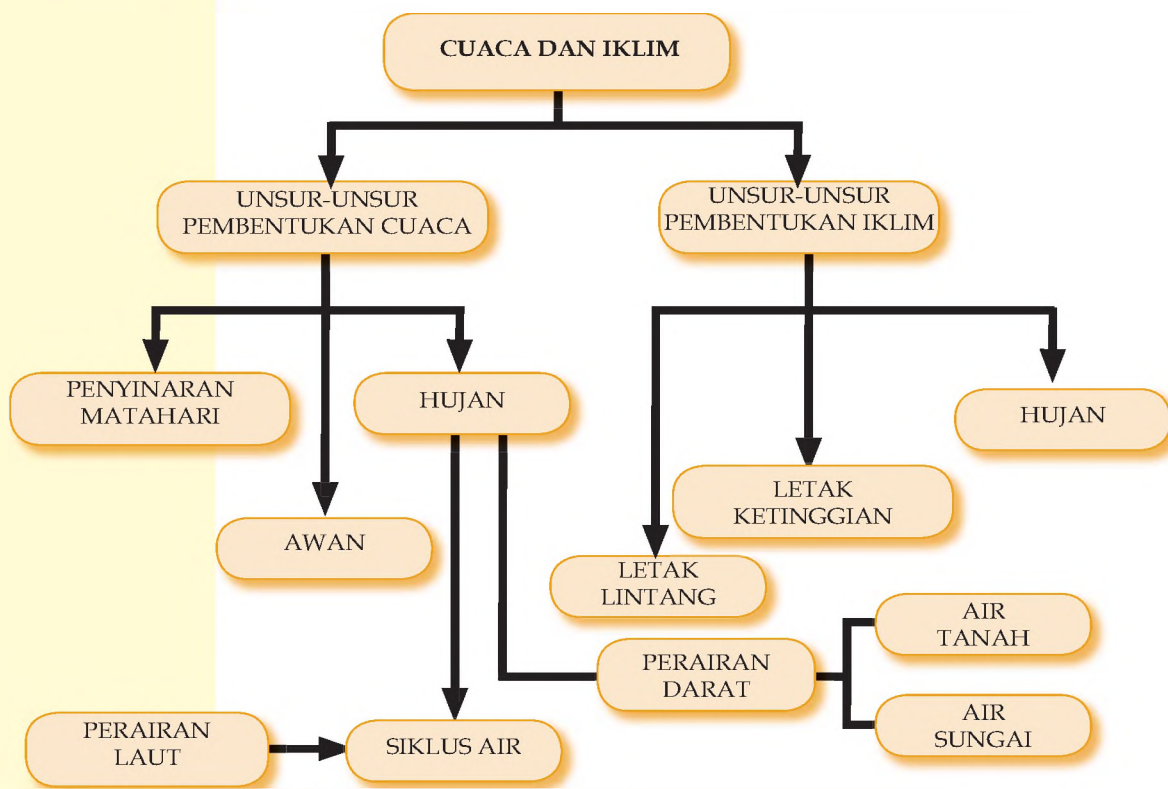 CUACA DAN IKLIM
UNSUR-UNSUR
PEMBENTUKAN CUACA
UNSUR-UNSUR
PEMBENTUKAN IKLIM
PENYINARAN
MATAHARI
HUJAN
HUJAN
LETAK
KETINGGIAN
AWAN
LETAK
LINTANG
AIR
TANAH
PERAIRAN
DARAT
AIR
SUNGAI
PERAIRAN
LAUT
SIKLUS AIR